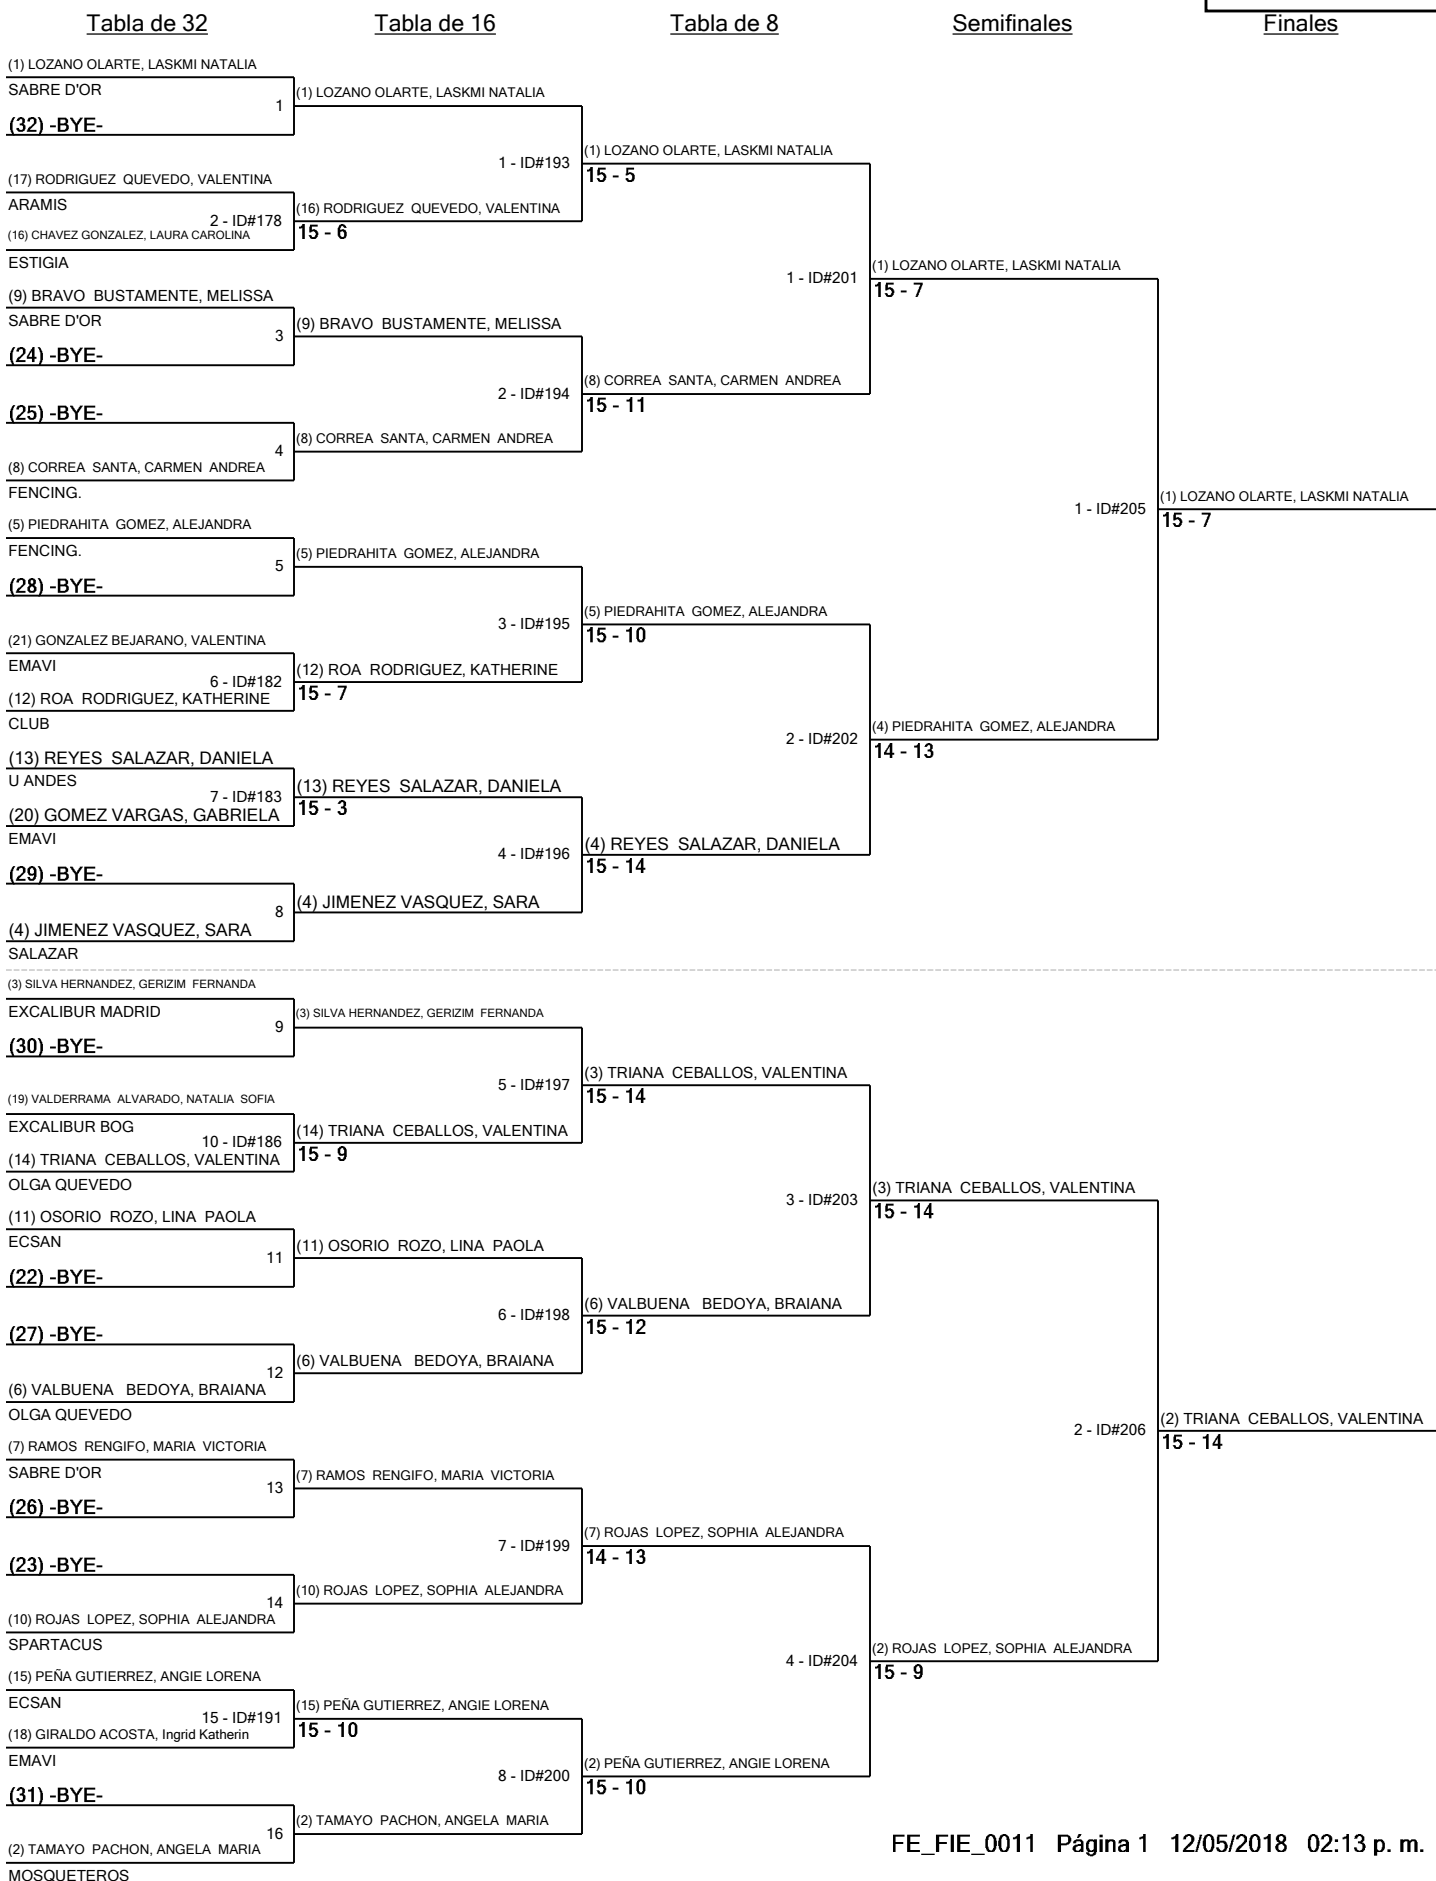 Tabla de 32
Tabla de 16
Tabla de 8
Semifinales
Finales
(1) LOZANO OLARTE, LASKMI NATALIA
SABRE D'OR
1
(32) -BYE-
(17) RODRIGUEZ QUEVEDO, VALENTINA
ARAMIS
2 - ID#178
(16) CHAVEZ GONZALEZ, LAURA CAROLINA
ESTIGIA
(9) BRAVO BUSTAMENTE, MELISSA
SABRE D'OR
3
(24) -BYE-
(25) -BYE-
4
(8) CORREA SANTA, CARMEN ANDREA
FENCING.
(5) PIEDRAHITA GOMEZ, ALEJANDRA
FENCING.
5
(28) -BYE-
(21) GONZALEZ BEJARANO, VALENTINA
EMAVI
6 - ID#182
(12) ROA RODRIGUEZ, KATHERINE
CLUB
(13) REYES SALAZAR, DANIELA
U ANDES
7 - ID#183
(20) GOMEZ VARGAS, GABRIELA
EMAVI
(29) -BYE-
8
(4) JIMENEZ VASQUEZ, SARA
SALAZAR
(3) SILVA HERNANDEZ, GERIZIM FERNANDA
EXCALIBUR MADRID
9
(30) -BYE-
(19) VALDERRAMA ALVARADO, NATALIA SOFIA
EXCALIBUR BOG
10 - ID#186
(14) TRIANA CEBALLOS, VALENTINA
OLGA QUEVEDO
(11) OSORIO ROZO, LINA PAOLA
ECSAN
11
(22) -BYE-
(27) -BYE-
12
(6) VALBUENA BEDOYA, BRAIANA
OLGA QUEVEDO
(7) RAMOS RENGIFO, MARIA VICTORIA
SABRE D'OR
13
(26) -BYE-
(23) -BYE-
14
(10) ROJAS LOPEZ, SOPHIA ALEJANDRA
SPARTACUS
(15) PEÑA GUTIERREZ, ANGIE LORENA
ECSAN
15 - ID#191
(18) GIRALDO ACOSTA, Ingrid Katherin
EMAVI
(31) -BYE-
16
(2) TAMAYO PACHON, ANGELA MARIA
MOSQUETEROS
(1) LOZANO OLARTE, LASKMI NATALIA
1 - ID#193
(16) RODRIGUEZ QUEVEDO, VALENTINA
15 - 6
(9) BRAVO BUSTAMENTE, MELISSA
2 - ID#194
(8) CORREA SANTA, CARMEN ANDREA
(5) PIEDRAHITA GOMEZ, ALEJANDRA
3 - ID#195
(12) ROA RODRIGUEZ, KATHERINE
15 - 7
(13) REYES SALAZAR, DANIELA
15 - 3
4 - ID#196
(4) JIMENEZ VASQUEZ, SARA
(3) SILVA HERNANDEZ, GERIZIM FERNANDA
5 - ID#197
(14) TRIANA CEBALLOS, VALENTINA
15 - 9
(11) OSORIO ROZO, LINA PAOLA
6 - ID#198
(6) VALBUENA BEDOYA, BRAIANA
(7) RAMOS RENGIFO, MARIA VICTORIA
7 - ID#199
(10) ROJAS LOPEZ, SOPHIA ALEJANDRA
(15) PEÑA GUTIERREZ, ANGIE LORENA
15 - 10
8 - ID#200
(2) TAMAYO PACHON, ANGELA MARIA
(1) LOZANO OLARTE, LASKMI NATALIA
15 - 5
1 - ID#201
(8) CORREA SANTA, CARMEN ANDREA
15 - 11
(5) PIEDRAHITA GOMEZ, ALEJANDRA
15 - 10
2 - ID#202
(4) REYES SALAZAR, DANIELA
15 - 14
(3) TRIANA CEBALLOS, VALENTINA
15 - 14
3 - ID#203
(6) VALBUENA BEDOYA, BRAIANA
15 - 12
(7) ROJAS LOPEZ, SOPHIA ALEJANDRA
14 - 13
4 - ID#204
(2) PEÑA GUTIERREZ, ANGIE LORENA
15 - 10
(1) LOZANO OLARTE, LASKMI NATALIA
15 - 7
1 - ID#205
(4) PIEDRAHITA GOMEZ, ALEJANDRA
14 - 13
(3) TRIANA CEBALLOS, VALENTINA
15 - 14
2 - ID#206
(2) ROJAS LOPEZ, SOPHIA ALEJANDRA
15 - 9
(1) LOZANO OLARTE, LASKMI NATALIA
15 - 7
(2) TRIANA CEBALLOS, VALENTINA
15 - 14
FE_FIE_0011 Página 1 12/05/2018 02:13 p. m.